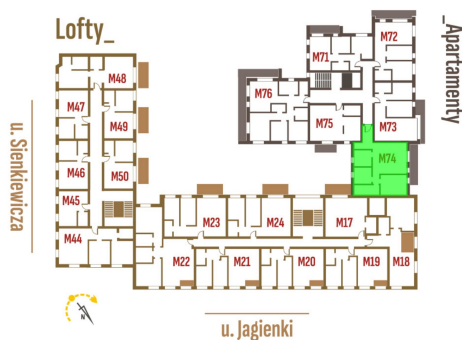 Lofty_
_Apartamenty
M72
M71
M48
M76
M47
M49
M75
M73
M74
M46
M50
M45
M23
M24
M17
M44
M22
M21
M20
M19
M18
u. Sienkiewicza
N
u. Jagienki